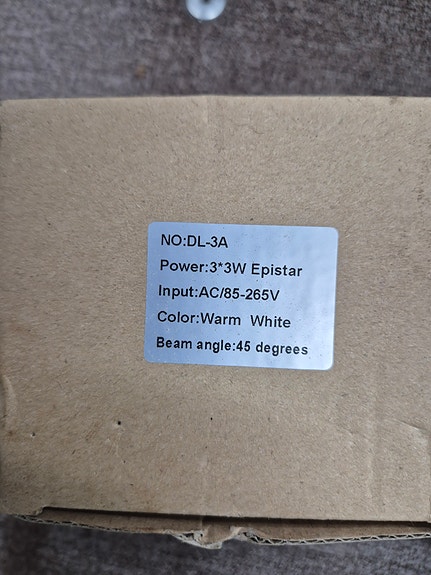 NO:DL-3A
Power:3*3W Epistar
Input:AC/85-265V
Color:Warm  White
Beam angle:45 degrees